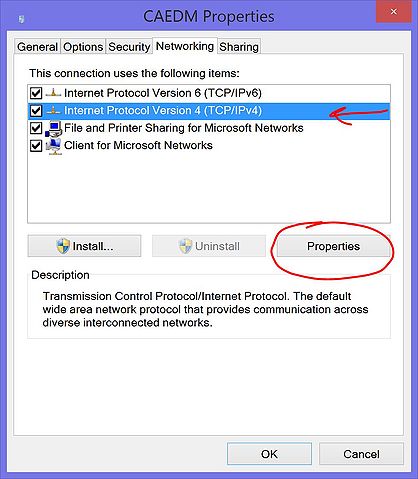 CAEDM Properties
General Options Security Networking Sharing
This connection uses the following items:
Internet Protocol Version 6 (TCP/IPv6)
Internet Protocol Version 4 (TCP/IPv4)
File and Printer Sharing for Microsoft Networks
Client for Microsoft Networks
Install... Uninstall Properties
Description
Transmission Control Protocol/Internet Protocol. The default
wide area network protocol that provides communication across
diverse interconnected networks.
OK Cancel